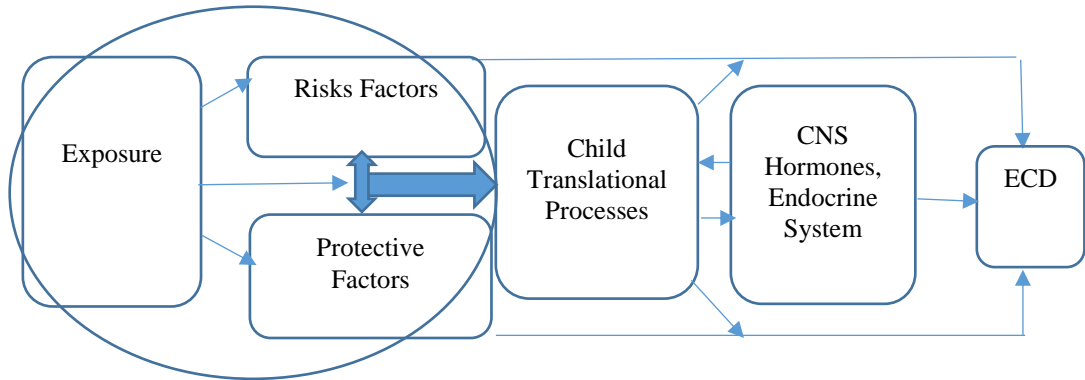 Exposure
Risks Factors
Protective
Factors
Child
Translational
Processes
CNS
Hormones,
Endocrine
System
ECD